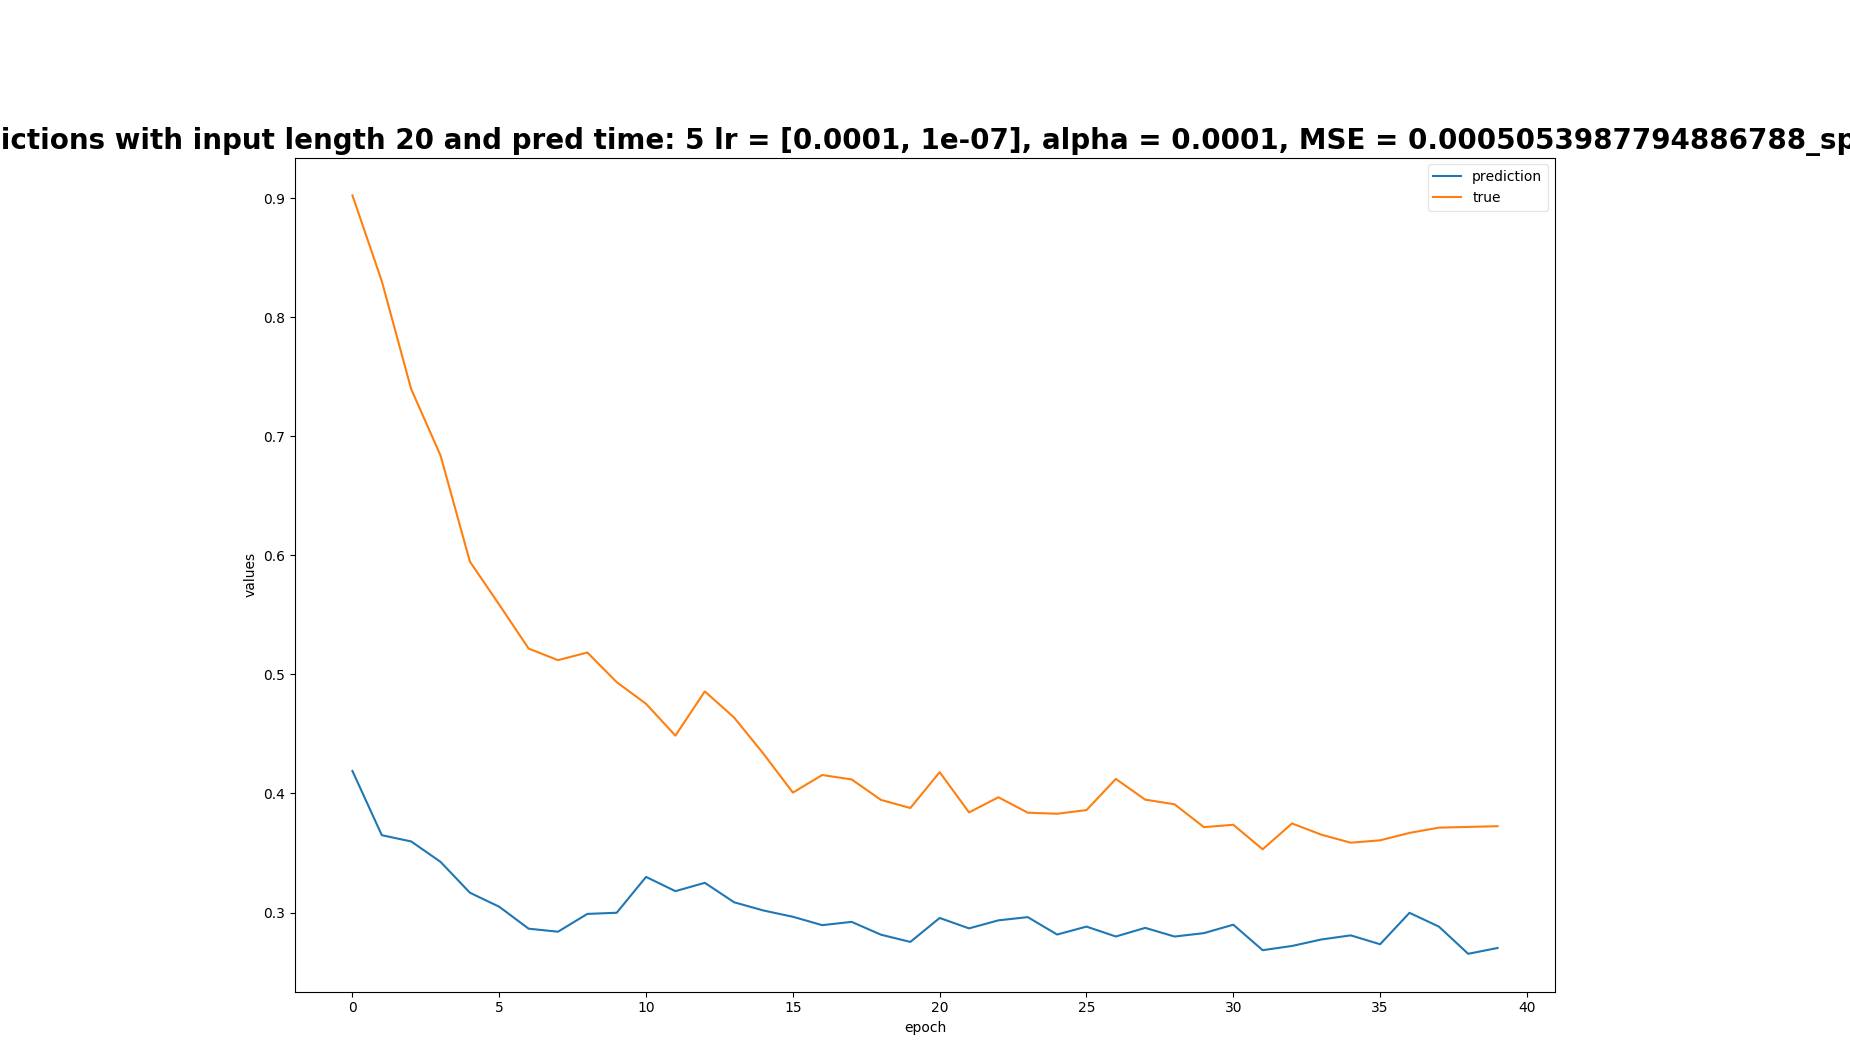 ictions with input length 20 and pred time: 5 lr = [0.0001, 1e-07], alpha = 0.0001, MSE = 0.0005053987794886788_sp
prediction
true
0.9
0.8
0.7
0.6
0.5
0.4
0.3
values
0 5 10 15 20 25 30 35 40
epoch